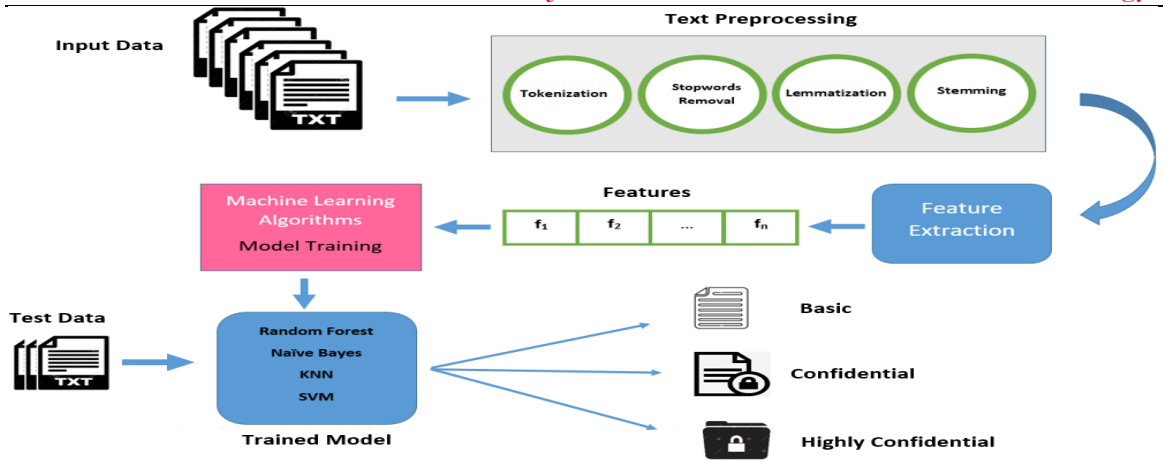 Text Preprocessing
Input Data
TXT
Tokenization
Stopwords
Removal
Lemmatization
Stemming
Features
Machine Learning
Algorithms
Model Training
f1
f2
...
fn
Feature
Extraction
Test Data
TXT
Random Forest
Naïve Bayes
KNN
SVM
Trained Model
Basic
Confidential
Highly Confidential